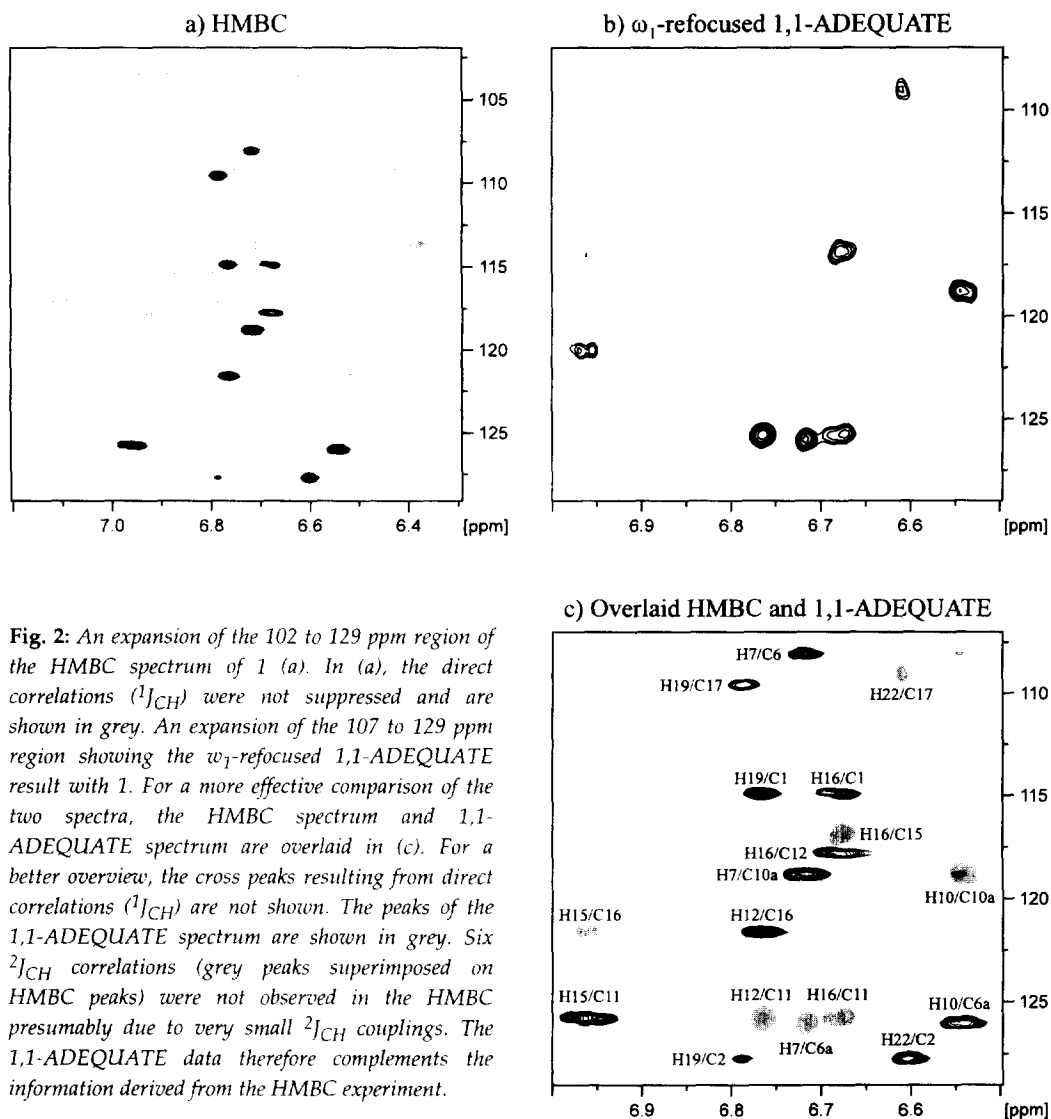 a) HMBC
105
110
115
120
125
7.0 6.8 6.6 6.4 [ppm]
b) ω1-refocused 1,1-ADEQUATE
110
115
120
125
6.9 6.8 6.7 6.6 [ppm]
Fig. 2: An expansion of the 102 to 129 ppm region of
the HMBC spectrum of 1 (a). In (a), the direct
correlations (1JCH) were not suppressed and are
shown in grey. An expansion of the 107 to 129 ppm
region showing the w1-refocused 1,1-ADEQUATE
result with 1. For a more effective comparison of the
two spectra, the HMBC spectrum and 1,1-
ADEQUATE spectrum are overlaid in (c). For a
better overview, the cross peaks resulting from direct
correlations (1JCH) are not shown. The peaks of the
1,1-ADEQUATE spectrum are shown in grey. Six
2JCH correlations (grey peaks superimposed on
HMBC peaks) were not observed in the HMBC
presumably due to very small 2JCH couplings. The
1,1-ADEQUATE data therefore complements the
information derived from the HMBC experiment.
c) Overlaid HMBC and 1,1-ADEQUATE
H7/C6
H19/C17
H22/C17
110
H19/C1 H16/C1
115
H16/C15
H16/C12
H7/C10a
H10/C10a
120
H15/C16
H12/C16
H12/C11 H16/C11
125
H15/C11
H10/C6a
H7/C6a
H22/C2
H19/C2
6.9 6.8 6.7 6.6 [ppm]